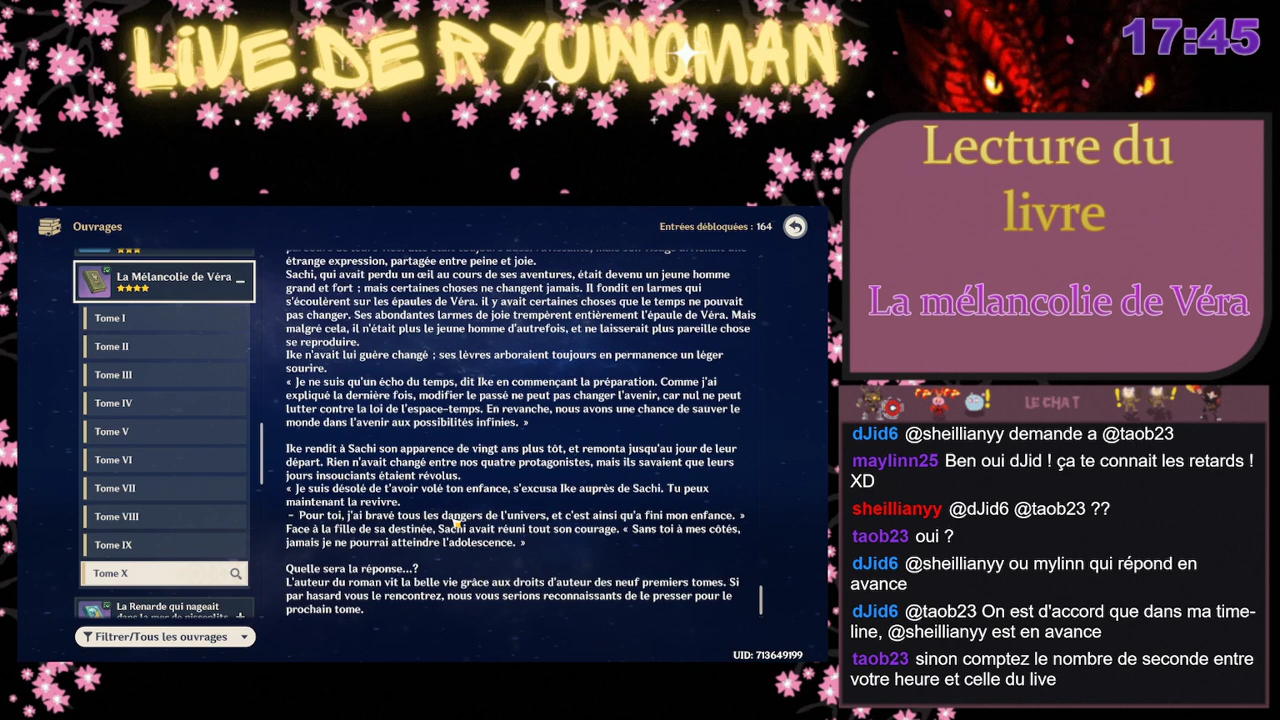 LIVE DE RYUWOMAN
17:45
Lecture du
livre
La mélancolie de Véra
Ouvrages
Entrées débloquées : 164
La Mélancolie de Véra
Tome I
Tome II
Tome III
Tome IV
Tome V
Tome VI
Tome VII
Tome VIII
Tome IX
Tome X
La Renarde qui nageait
dans la mer de pissenlits
Filtrer/Tous les ouvrages
étrange expression, partagée entre peine et joie.
Sachi, qui avait perdu un œil au cours de ses aventures, était devenu un jeune homme
grand et fort ; mais certaines choses ne changent jamais. Il fondit en larmes qui
s'écoulèrent sur les épaules de Véra. il y avait certaines choses que le temps ne pouvait
pas changer. Ses abondantes larmes de joie trempèrent entièrement l'épaule de Véra. Mais
malgré cela, il n'était plus le jeune homme d'autrefois, et ne laisserait plus pareille chose
se reproduire.
Ike n'avait lui guère changé ; ses lèvres arboraient toujours en permanence un léger
sourire.
« Je ne suis qu'un écho du temps, dit Ike en commençant la préparation. Comme j'ai
expliqué la dernière fois, modifier le passé ne peut pas changer l'avenir, car nul ne peut
lutter contre la loi de l'espace-temps. En revanche, nous avons une chance de sauver le
monde dans l'avenir aux possibilités infinies. »
Ike rendit à Sachi son apparence de vingt ans plus tôt, et remonta jusqu'au jour de leur
départ. Rien n'avait changé entre nos quatre protagonistes, mais ils savaient que leurs
jours insouciants étaient révolus.
« Je suis désolé de t'avoir volé ton enfance, s'excusa Ike auprès de Sachi. Tu peux
maintenant la revivre.
– Pour toi, j'ai bravé tous les dangers de l'univers, et c'est ainsi qu'a fini mon enfance. »
Face à la fille de sa destinée, Sachi avait réuni tout son courage. « Sans toi à mes côtés,
jamais je ne pourrai atteindre l'adolescence. »
Quelle sera la réponse...?
L'auteur du roman vit la belle vie grâce aux droits d'auteur des neuf premiers tomes. Si
par hasard vous le rencontrez, nous vous serions reconnaissants de le presser pour le
prochain tome.
UID: 713649199
LE CHAT
dJid6 @sheillianyy demande a @taob23
maylinn25 Ben oui dJid ! ça te connait les retards !
XD
sheillianyy @dJid6 @taob23 ??
taob23 oui ?
dJid6 @sheillianyy ou mylinn qui répond en
avance
dJid6 @taob23 On est d'accord que dans ma time-
line, @sheillianyy est en avance
taob23 sinon comptez le nombre de seconde entre
votre heure et celle du live